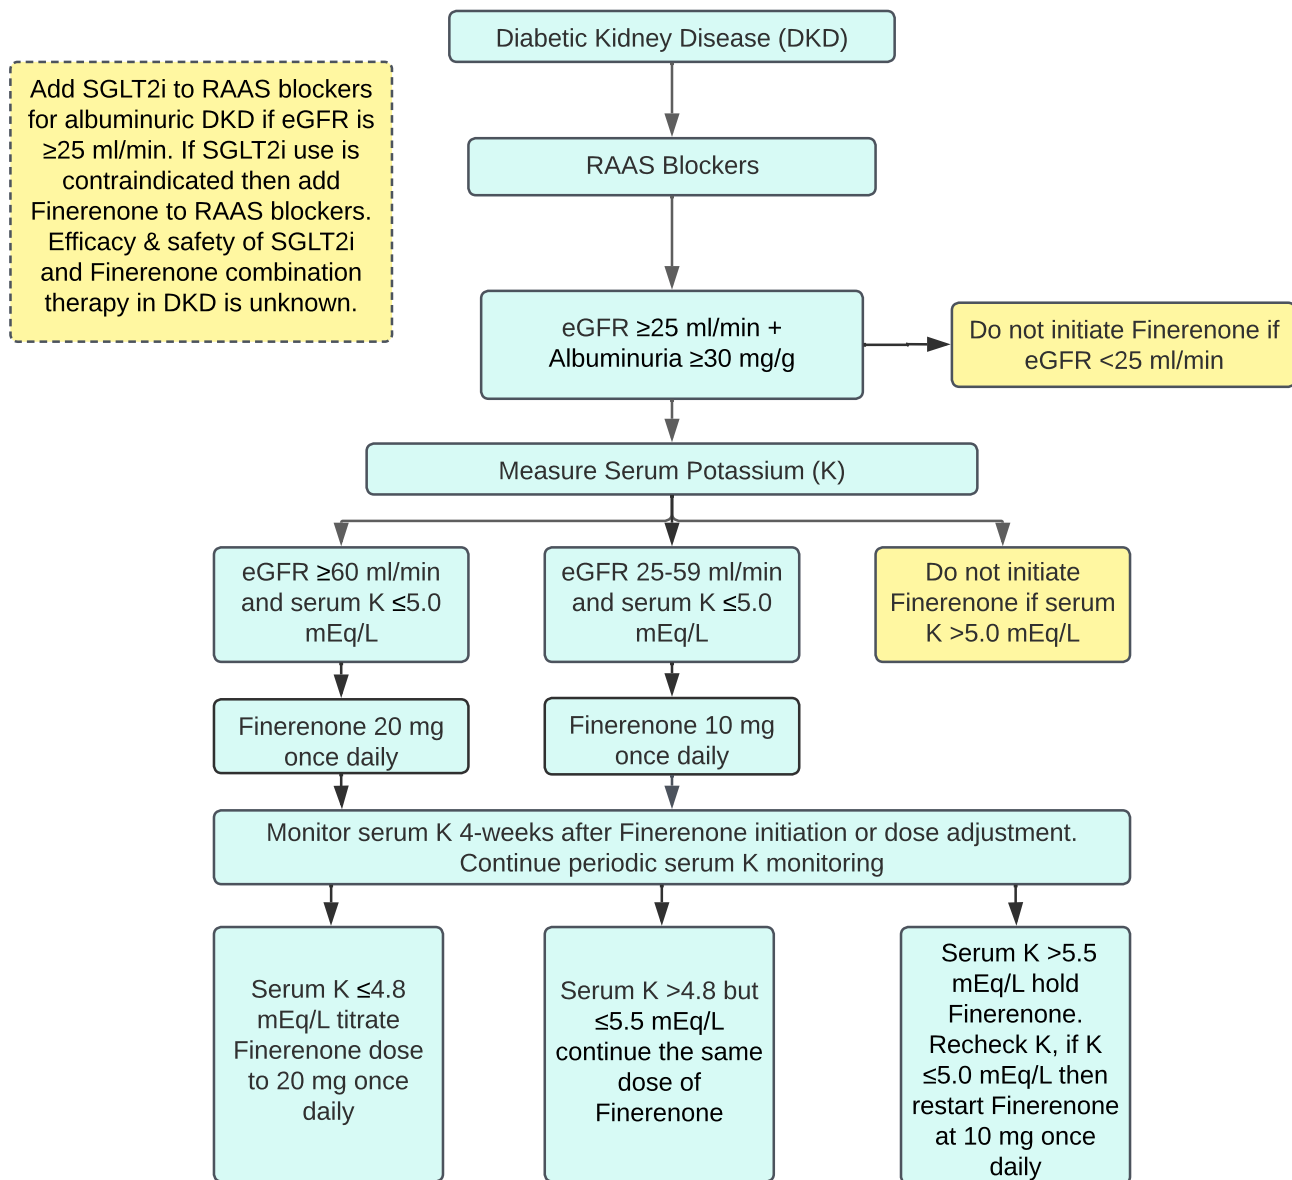 Diabetic Kidney Disease (DKD)
Add SGLT2i to RAAS blockers
for albuminuric DKD if eGFR is
≥25 ml/min. If SGLT2i use is
contraindicated then add
Finerenone to RAAS blockers.
Efficacy & safety of SGLT2i
and Finerenone combination
therapy in DKD is unknown.
RAAS Blockers
eGFR ≥25 ml/min +
Albuminuria ≥30 mg/g
Do not initiate Finerenone if
eGFR <25 ml/min
Measure Serum Potassium (K)
eGFR ≥60 ml/min
and serum K ≤5.0
mEq/L
eGFR 25-59 ml/min
and serum K ≤5.0
mEq/L
Do not initiate
Finerenone if serum
K >5.0 mEq/L
Finerenone 20 mg
once daily
Finerenone 10 mg
once daily
Monitor serum K 4-weeks after Finerenone initiation or dose adjustment.
Continue periodic serum K monitoring
Serum K ≤4.8
mEq/L titrate
Finerenone dose
to 20 mg once
daily
Serum K >4.8 but
≤5.5 mEq/L
continue the same
dose of
Finerenone
Serum K >5.5
mEq/L hold
Finerenone.
Recheck K, if K
≤5.0 mEq/L then
restart Finerenone
at 10 mg once
daily